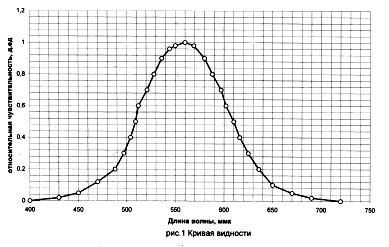 относительная чувствительность, д.ед
1,2
1
0,8
0,6
0,4
0,2
0
400 450 500 550 600 650 700 750
Длина волны, ммк
рис.1 Кривая видности